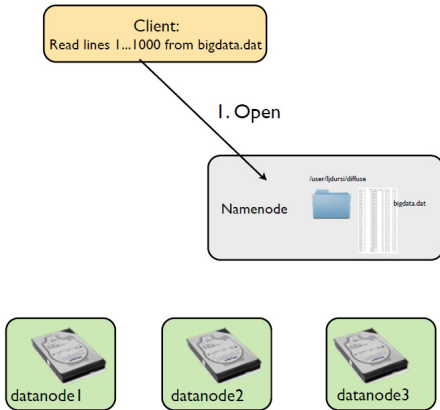 Client:
Read lines 1...1000 from bigdata.dat
1. Open
/user/ljdursi/diffuse
Namenode
bigdata.dat
datanode1
datanode2
datanode3